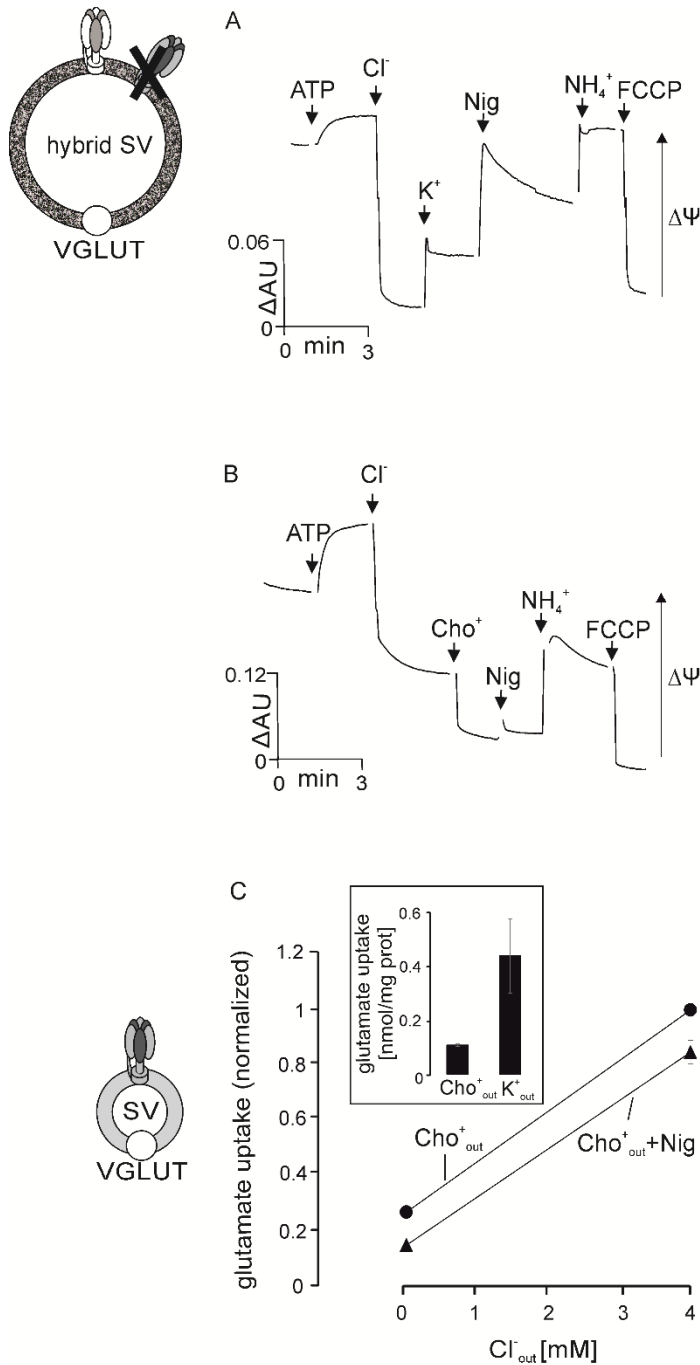 A
hybrid SV
VGLUT
ATP
Cl⁻
K⁺
Nig
NH₄⁺
FCCP
ΔΨ
0.06
ΔAU
0
0
min
3
B
ATP
Cl⁻
Cho⁺
Nig
NH₄⁺
FCCP
ΔΨ
0.12
ΔAU
0
0
min
3
C
SV
VGLUT
glutamate uptake (normalized)
1.2
1
0.8
0.6
0.4
0.2
0
glutamate uptake
[nmol/mg prot]
0.6
0.4
0.2
0
Cho⁺out
K⁺out
Cho⁺out
Cho⁺out+Nig
0
1
2
3
4
Cl⁻out [mM]